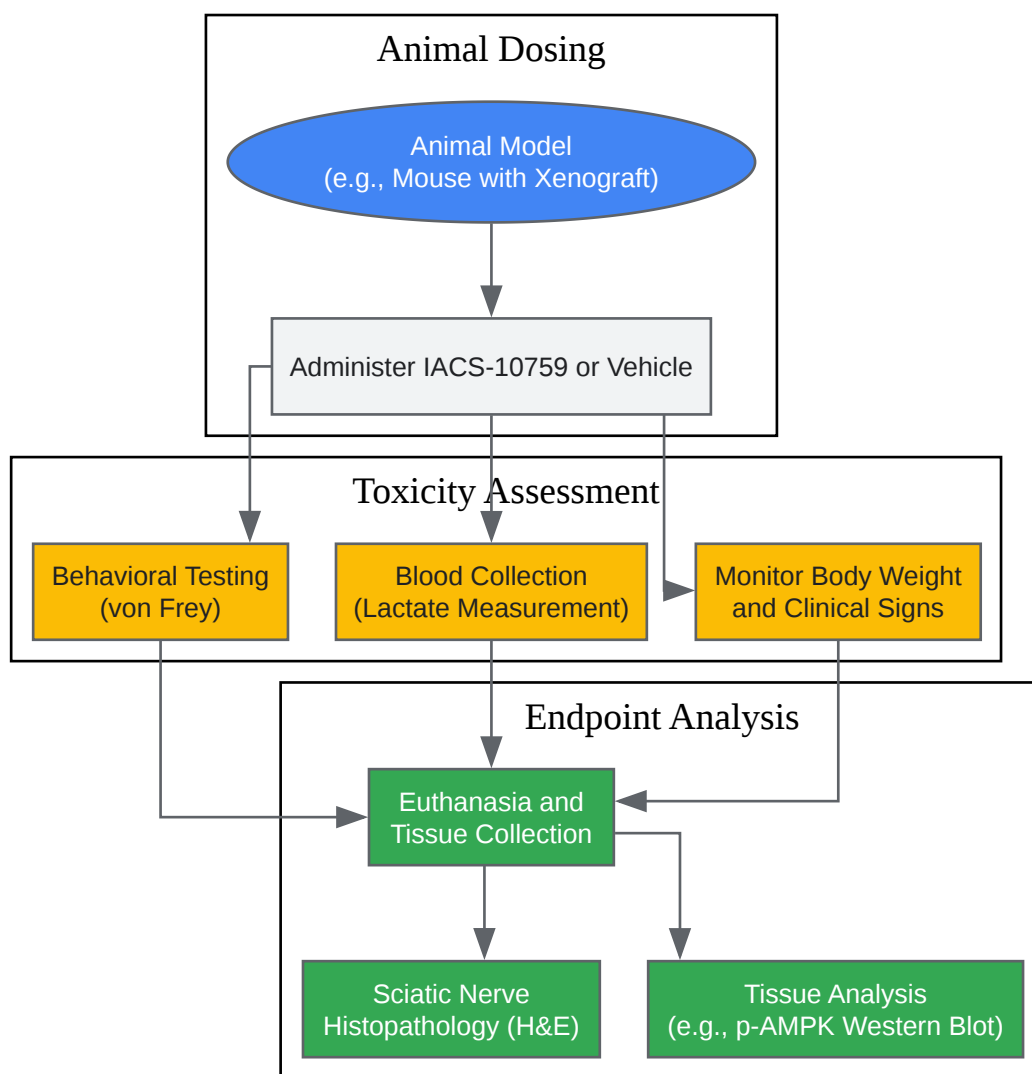 Animal Dosing
Animal Model
(e.g., Mouse with Xenograft)
Administer IACS-10759 or Vehicle
Toxicity Assessment
Behavioral Testing
(von Frey)
Blood Collection
(Lactate Measurement)
Monitor Body Weight
and Clinical Signs
Endpoint Analysis
Euthanasia and
Tissue Collection
Sciatic Nerve
Histopathology (H&E)
Tissue Analysis
(e.g., p-AMPK Western Blot)